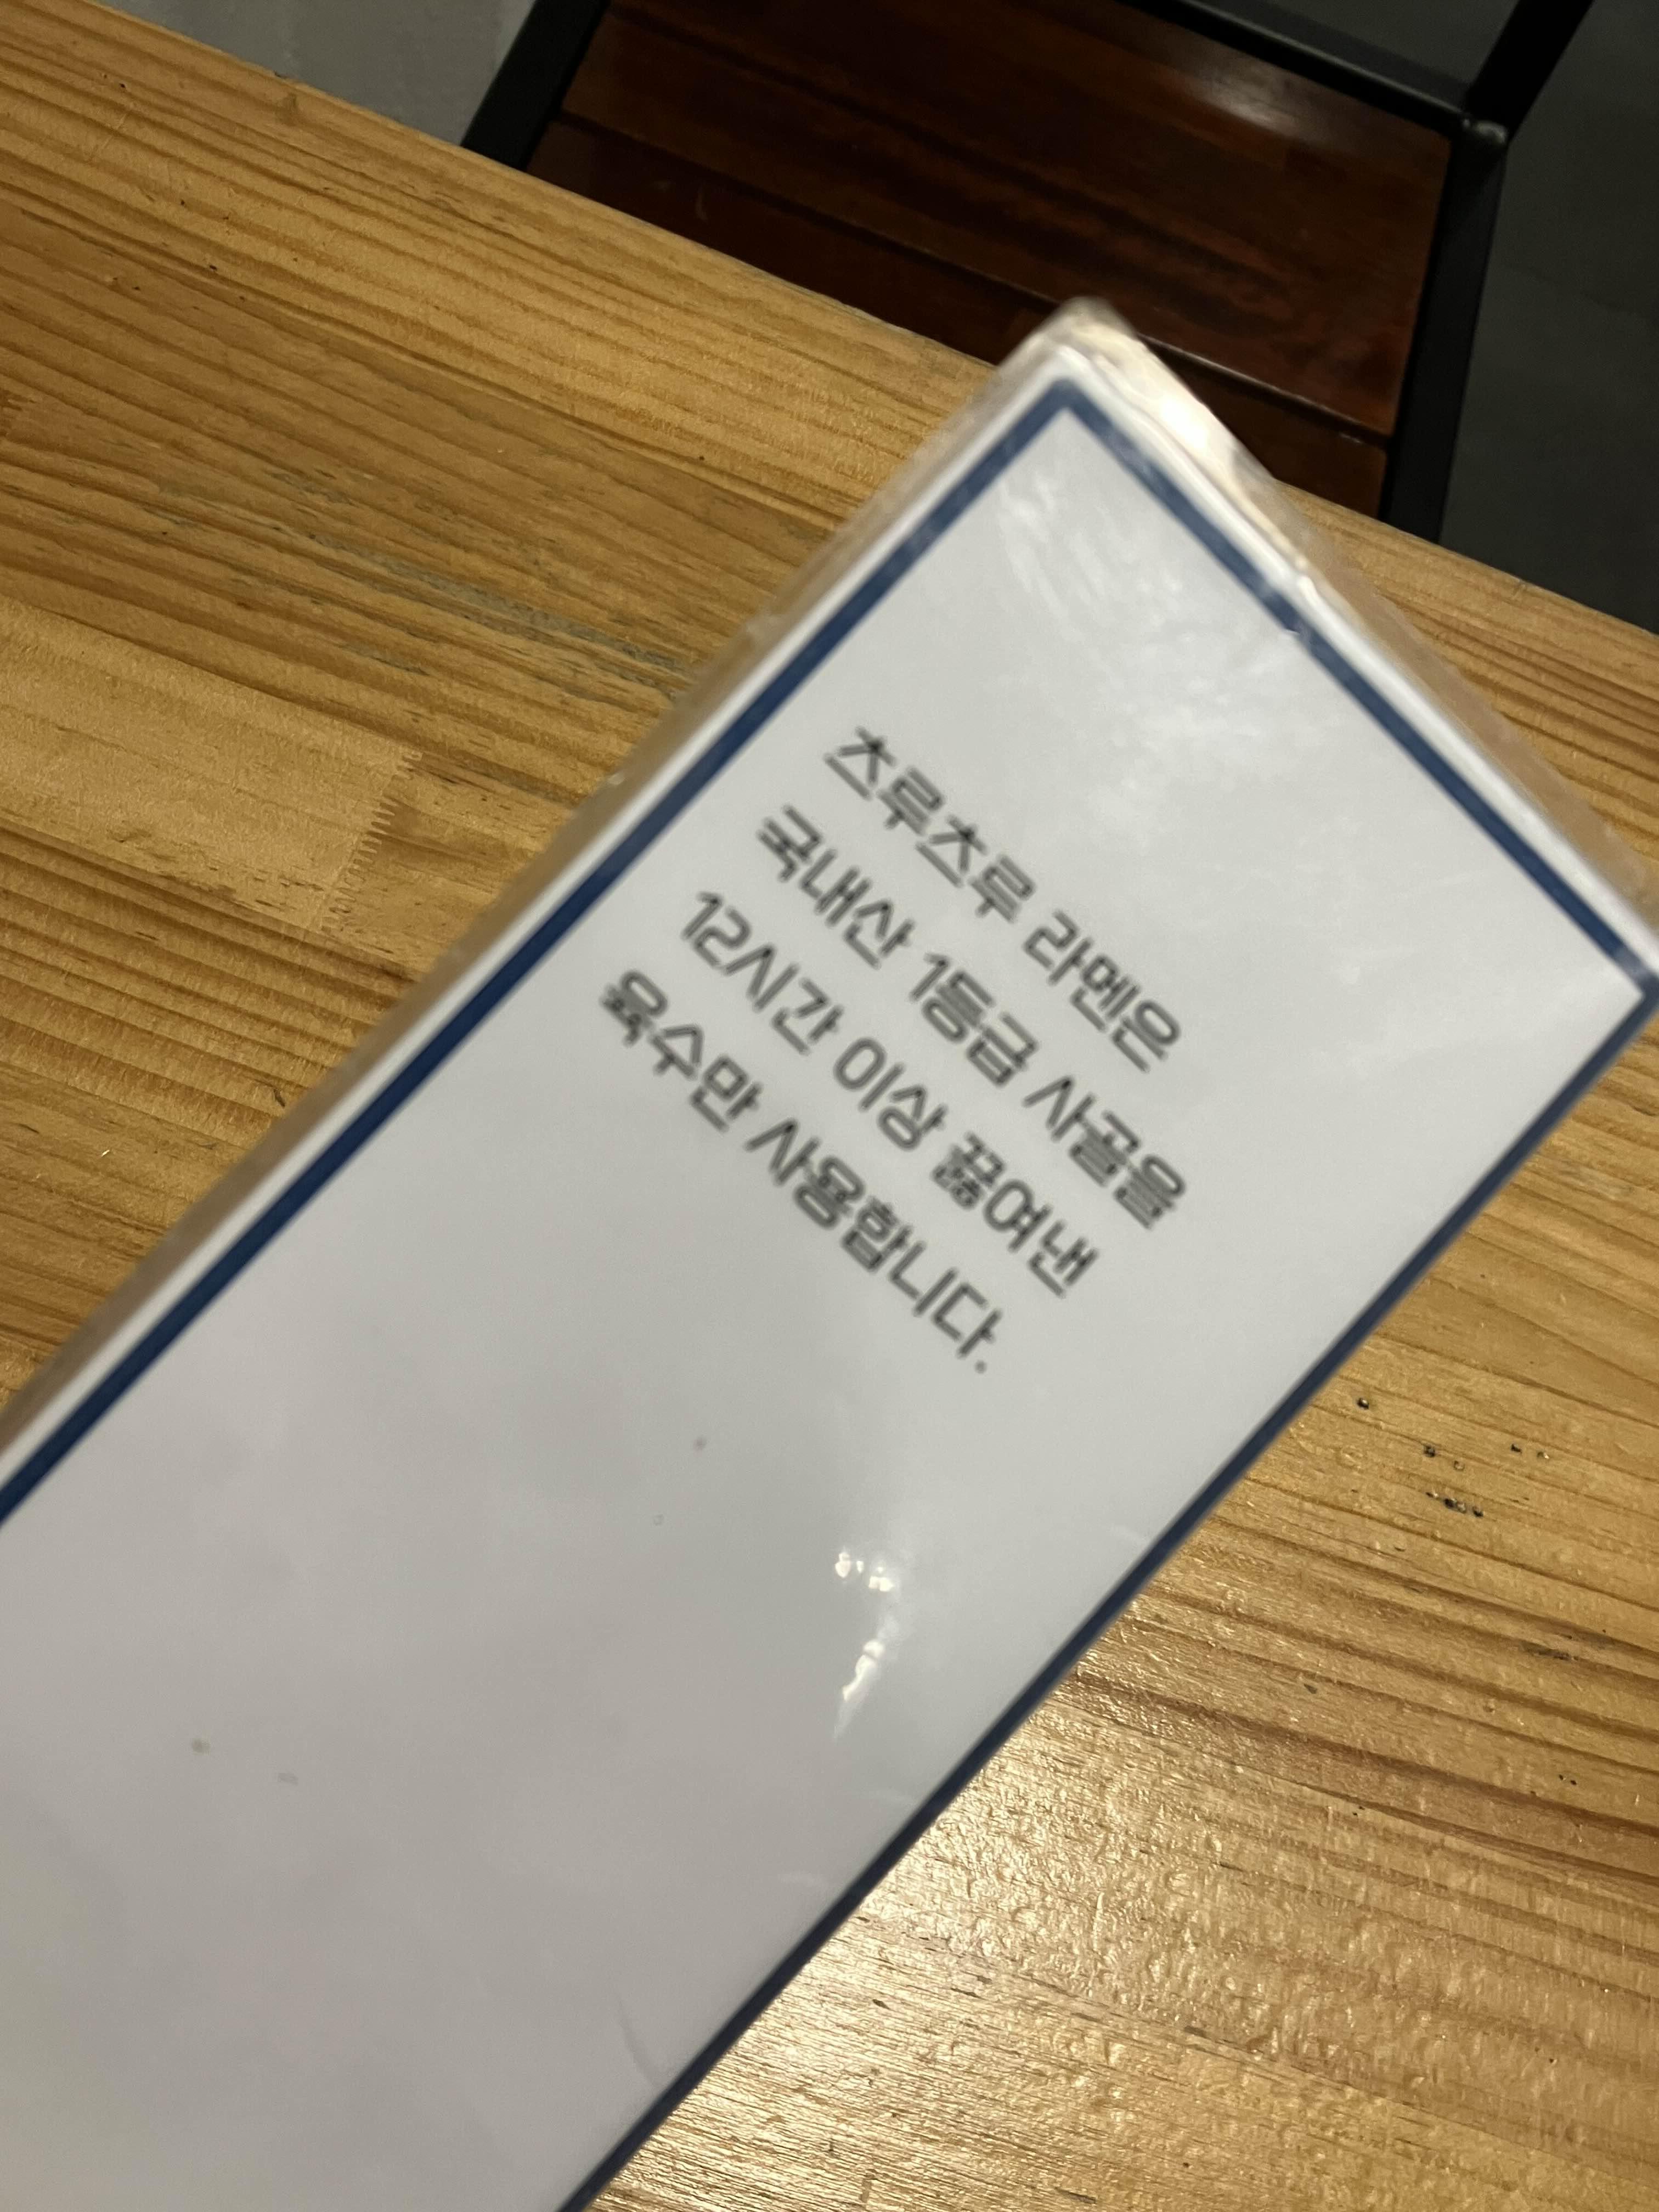 츠루츠루 라멘은
국내산 1등급 사골을
12시간 이상 끓여낸
육수만 사용합니다.